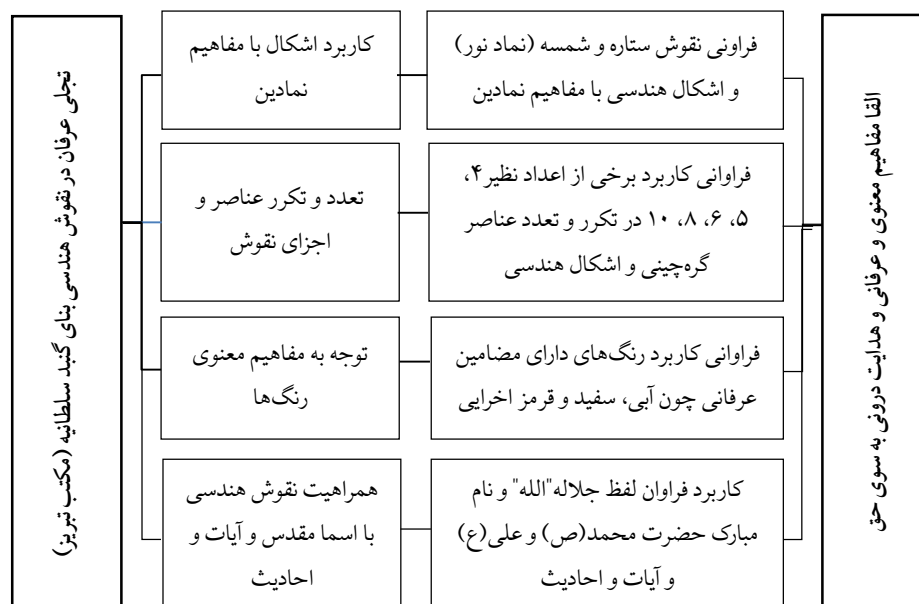 القا مفاهیم معنوی و عرفانی و هدایت درونی به سوی حق
فراونی نقوش ستاره و شمسه (نماد نور)
و اشکال هندسی با مفاهیم نمادین
کاربرد اشکال با مفاهیم
نمادین
فراوانی کاربرد برخی از اعداد نظیر۴،
۵، ۶، ۸، ۱۰ در تکرر و تعدد عناصر
گره‌چینی و اشکال هندسی
تعدد و تکرر عناصر و
اجزای نقوش
فراوانی کاربرد رنگ‌های دارای مضامین
عرفانی چون آبی، سفید و قرمز اخرایی
توجه به مفاهیم معنوی
رنگ‌ها
کاربرد فراوان لفظ جلاله"الله" و نام
مبارک حضرت محمد(ص) و علی(ع)
و آیات و احادیث
همراهیت نقوش هندسی
با اسما مقدس و آیات و
احادیث
تجلی عرفان در نقوش هندسی بنای گنبد سلطانیه (مکتب تبریز)